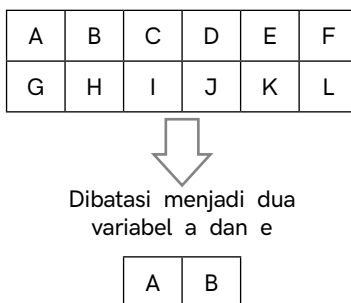 A B C D E F
G H I J K L
Dibatasi menjadi dua
variabel a dan e
A B